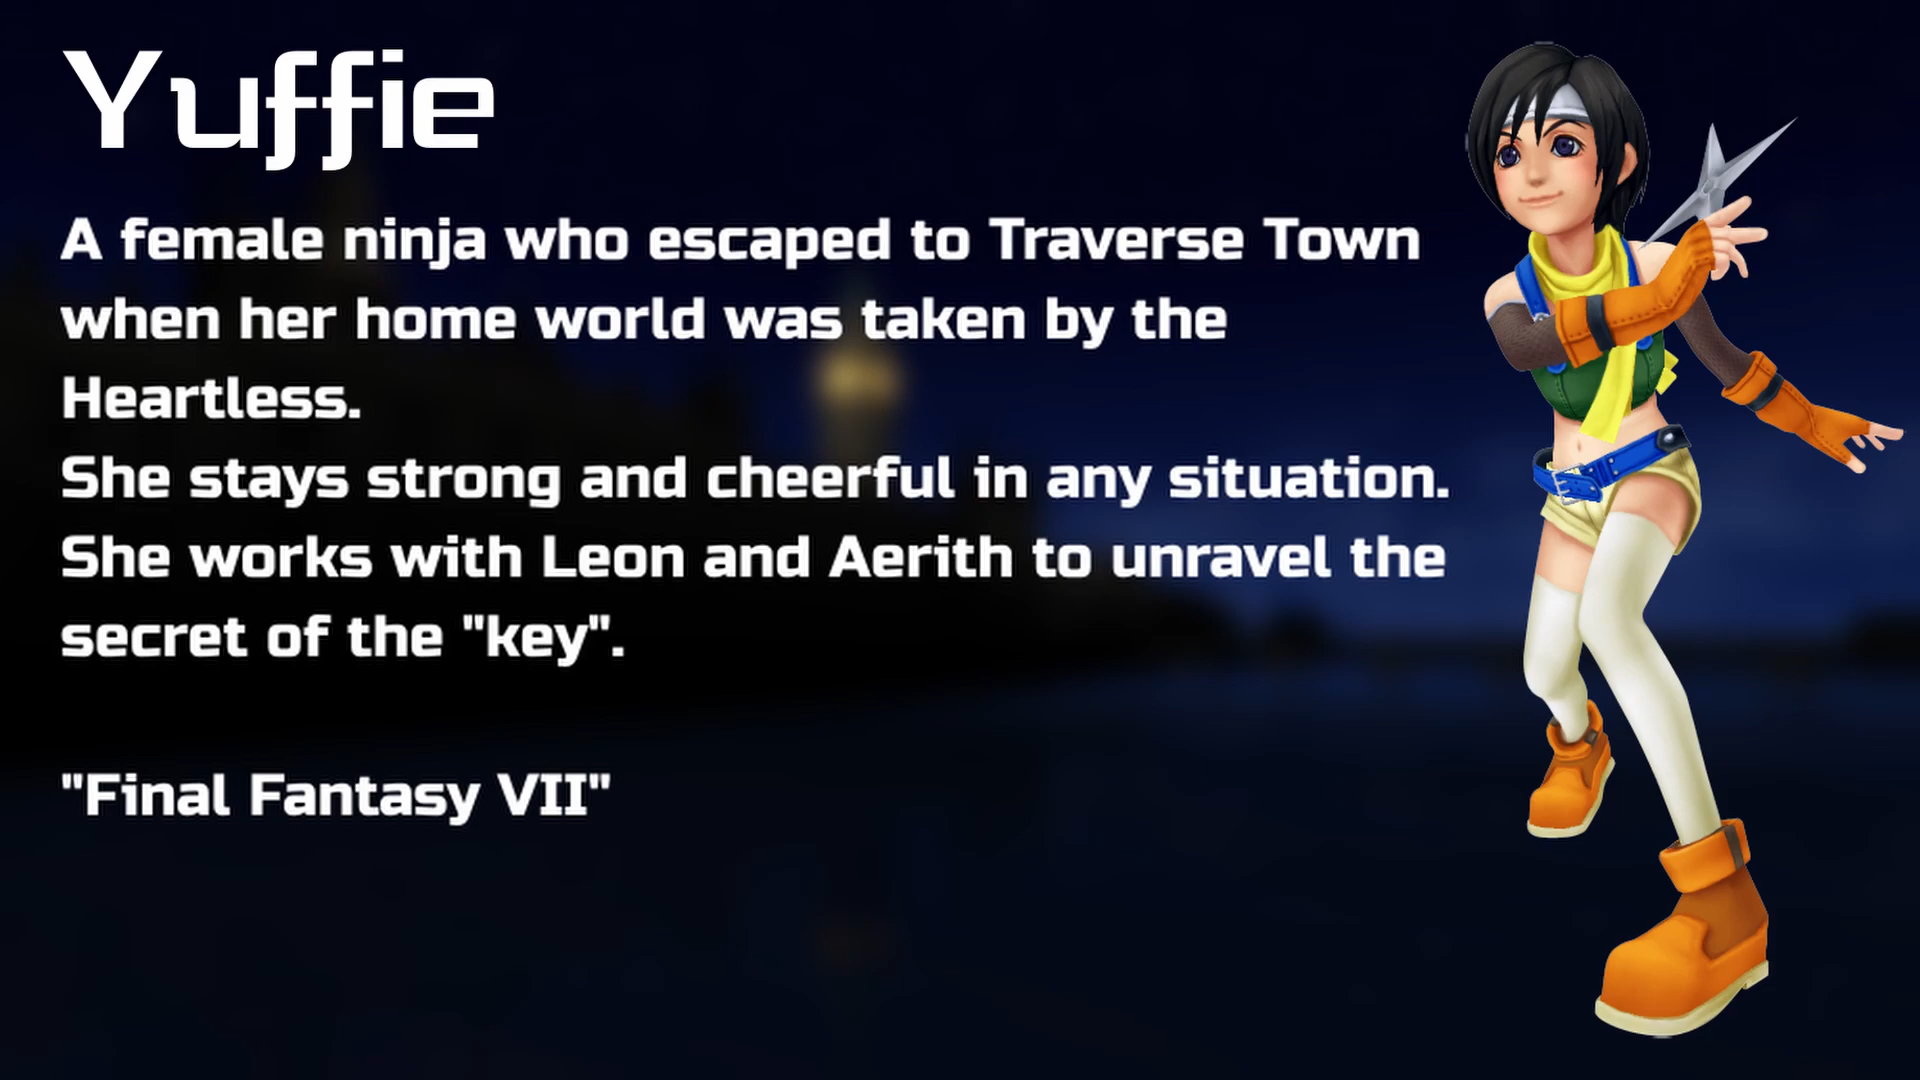 Yuffie
A female ninja who escaped to Traverse Town
when her home world was taken by the
Heartless.
She stays strong and cheerful in any situation.
She works with Leon and Aerith to unravel the
secret of the "key".
"Final Fantasy VII"